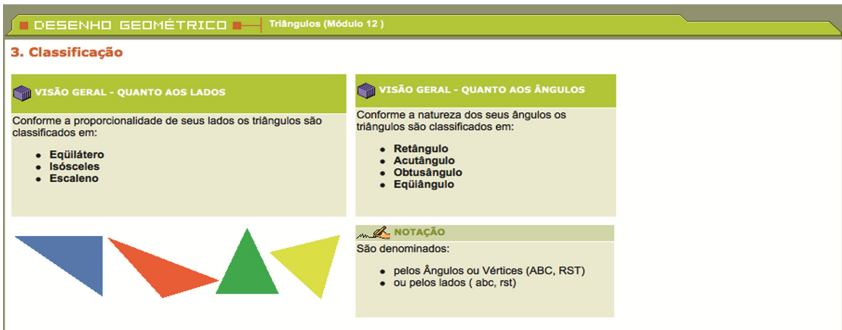 DESENHO GEOMÉTRICO Triângulos (Módulo 12 )
3. Classificação
VISÃO GERAL - QUANTO AOS LADOS
Conforme a proporcionalidade de seus lados os triângulos são
classificados em:
• Eqüilátero
• Isósceles
• Escaleno
VISÃO GERAL - QUANTO AOS ÂNGULOS
Conforme a natureza dos seus ângulos os
triângulos são classificados em:
• Retângulo
• Acutângulo
• Obtusângulo
• Eqüiângulo
NOTAÇÃO
São denominados:
• pelos Ângulos ou Vértices (ABC, RST)
• ou pelos lados ( abc, rst)